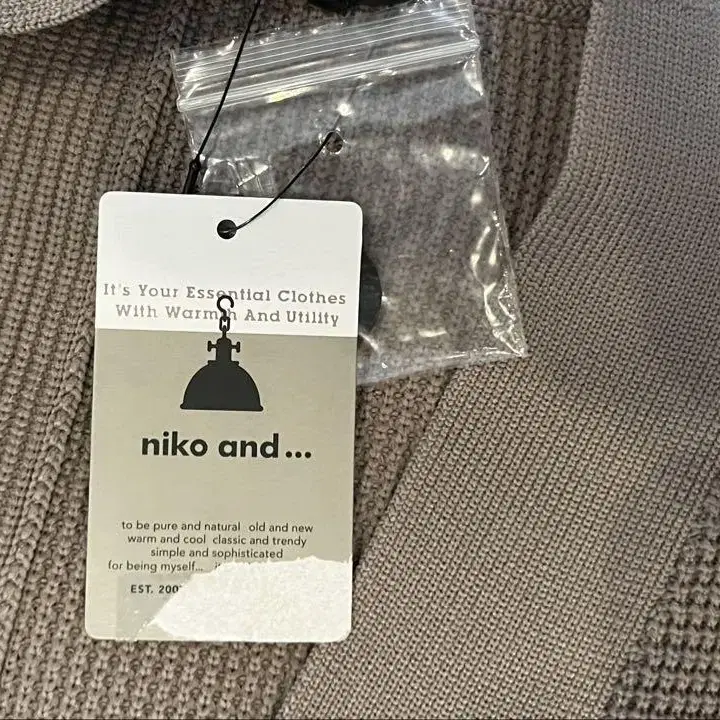 It's Your Essential Clothes
With Warmth And Utility
niko and...
to be pure and natural old and new
warm and cool classic and trendy
simple and sophisticated
for being myself...
EST. 200